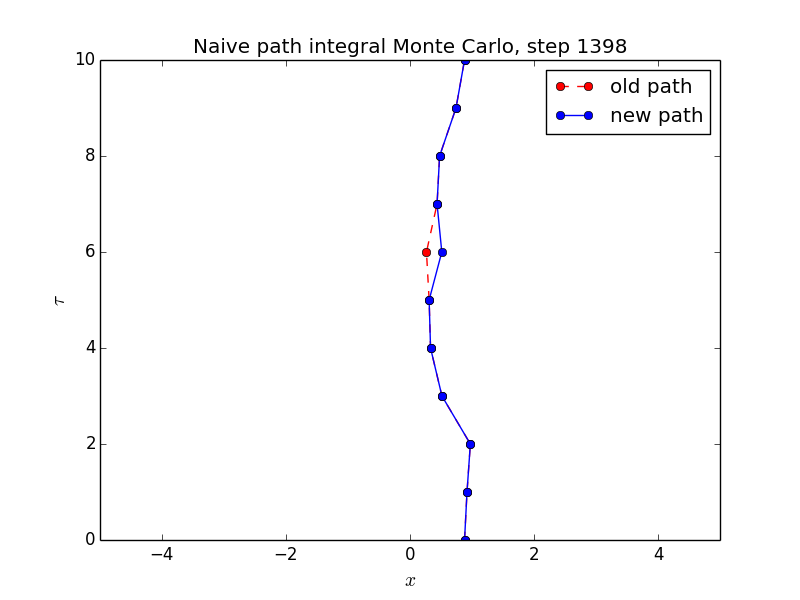 Naive path integral Monte Carlo, step 1398
old path
new path
10
8
6
4
2
0
τ
−4 −2 0 2 4
x